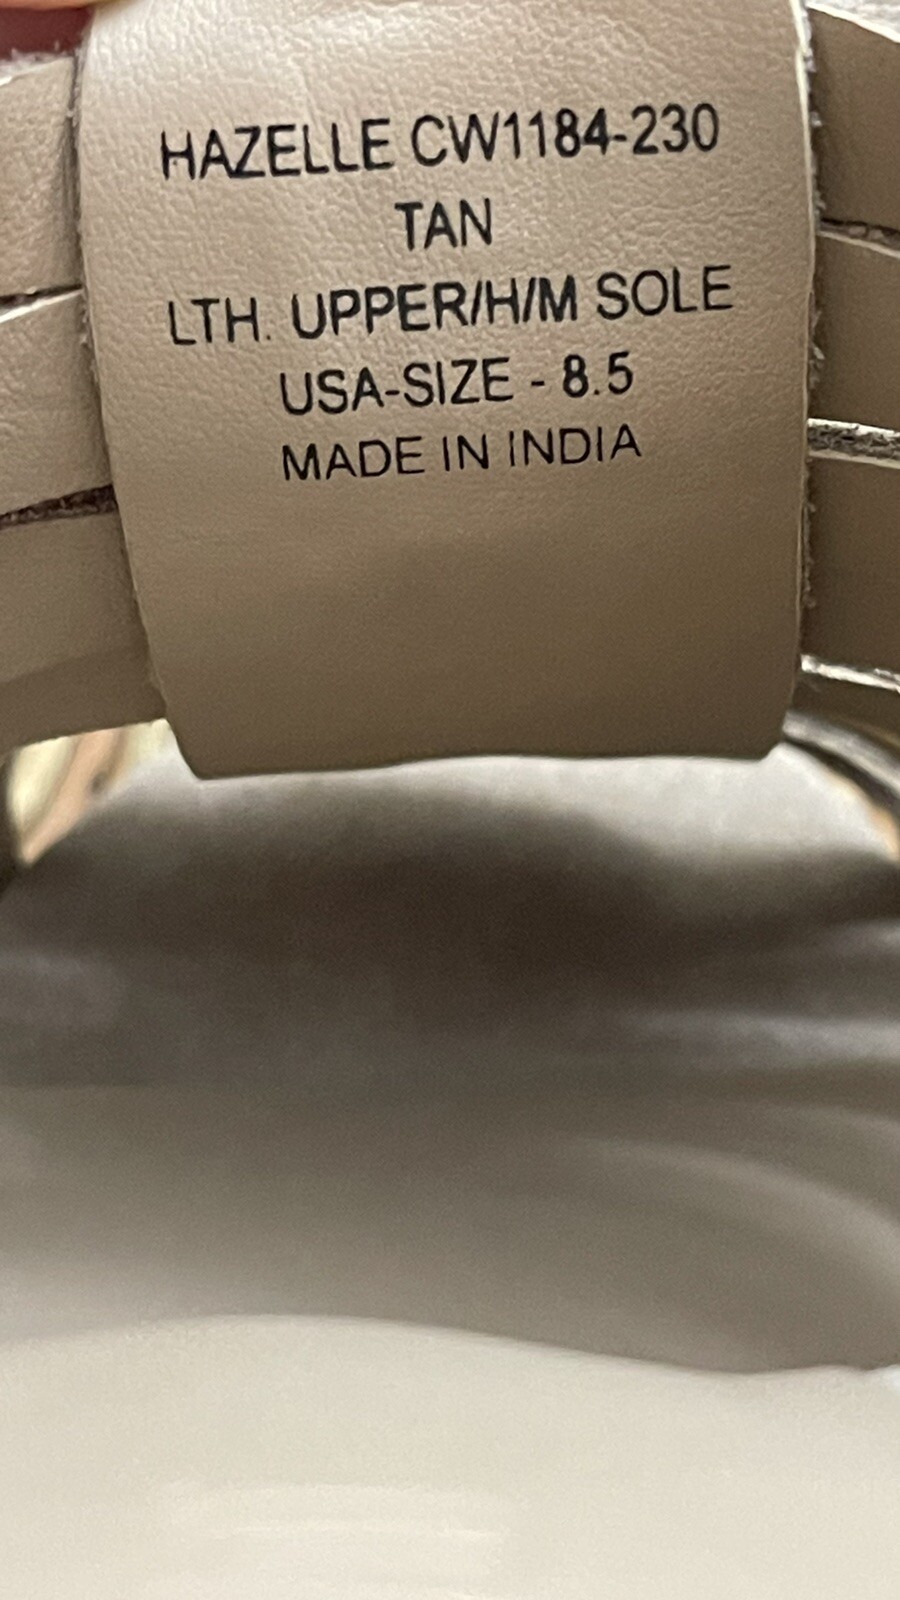 HAZELLE CW1184-230
TAN
LTH. UPPER/H/M SOLE
USA-SIZE - 8.5
MADE IN INDIA